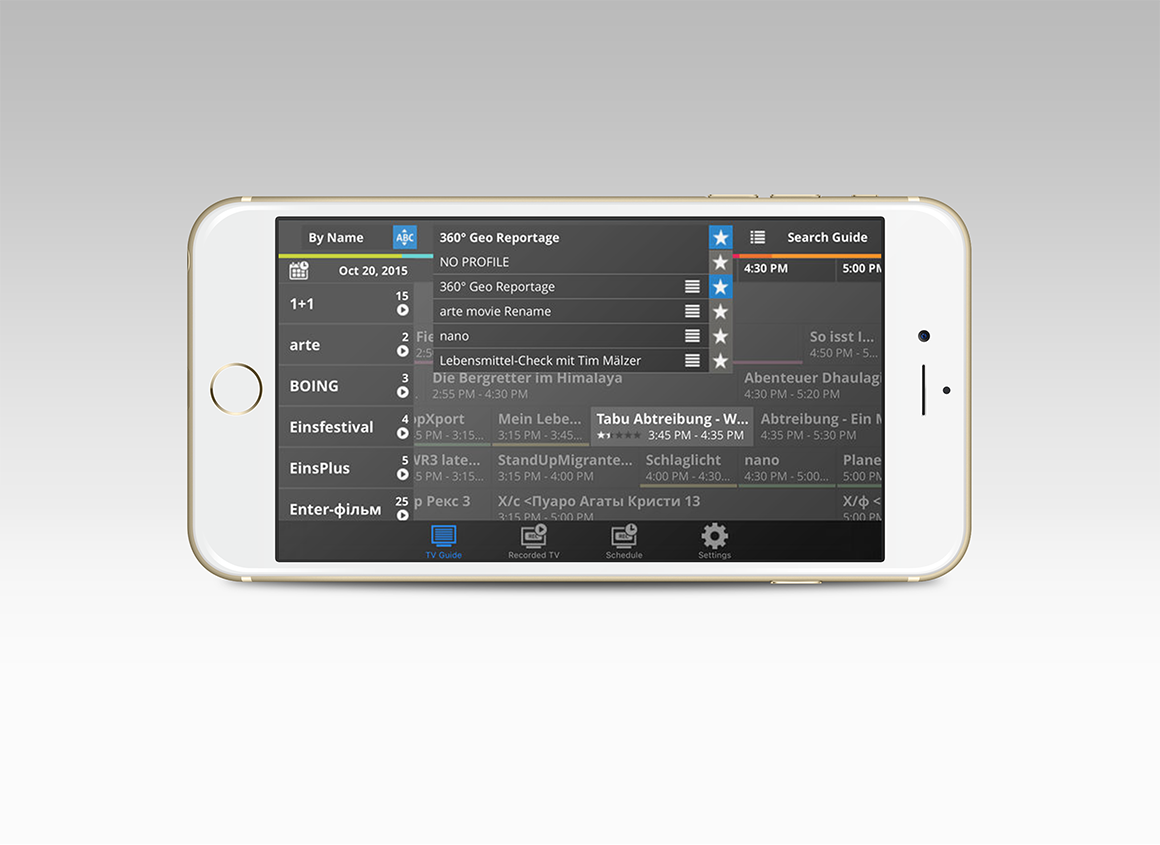 By Name
ABC
360° Geo Reportage
Search Guide
Oct 20, 2015
NO PROFILE
4:30 PM
5:00 PM
360° Geo Reportage
arte movie Rename
nano
Lebensmittel-Check mit Tim Mälzer
1+1
15
arte
2
So isst I...
4:50 PM - 5...
BOING
3
Die Bergretter im Himalaya
2:55 PM - 4:30 PM
Abenteuer Dhaulagi
4:30 PM - 5:20 PM
Einsfestival
4
pXport
5 PM - 3:15...
Mein Lebe...
3:15 PM - 3:45...
Tabu Abtreibung - W...
3:45 PM - 4:35 PM
Abtreibung - Ein M
4:35 PM - 5:30 PM
EinsPlus
5
WR3 late...
5 PM - 3:15...
StandUpMigrante...
3:15 PM - 4:00 PM
Schlaglicht
4:00 PM - 4:30...
nano
4:30 PM - 5:00...
Plane
5:00 PM
Enter-фільм
25
р Рекс 3
Х/с <Пуаро Агаты Кристи 13
3:15 PM - 5:00 PM
Х/ф <
5:00 PM
TV Guide
REC
Recorded TV
REC
Schedule
Settings